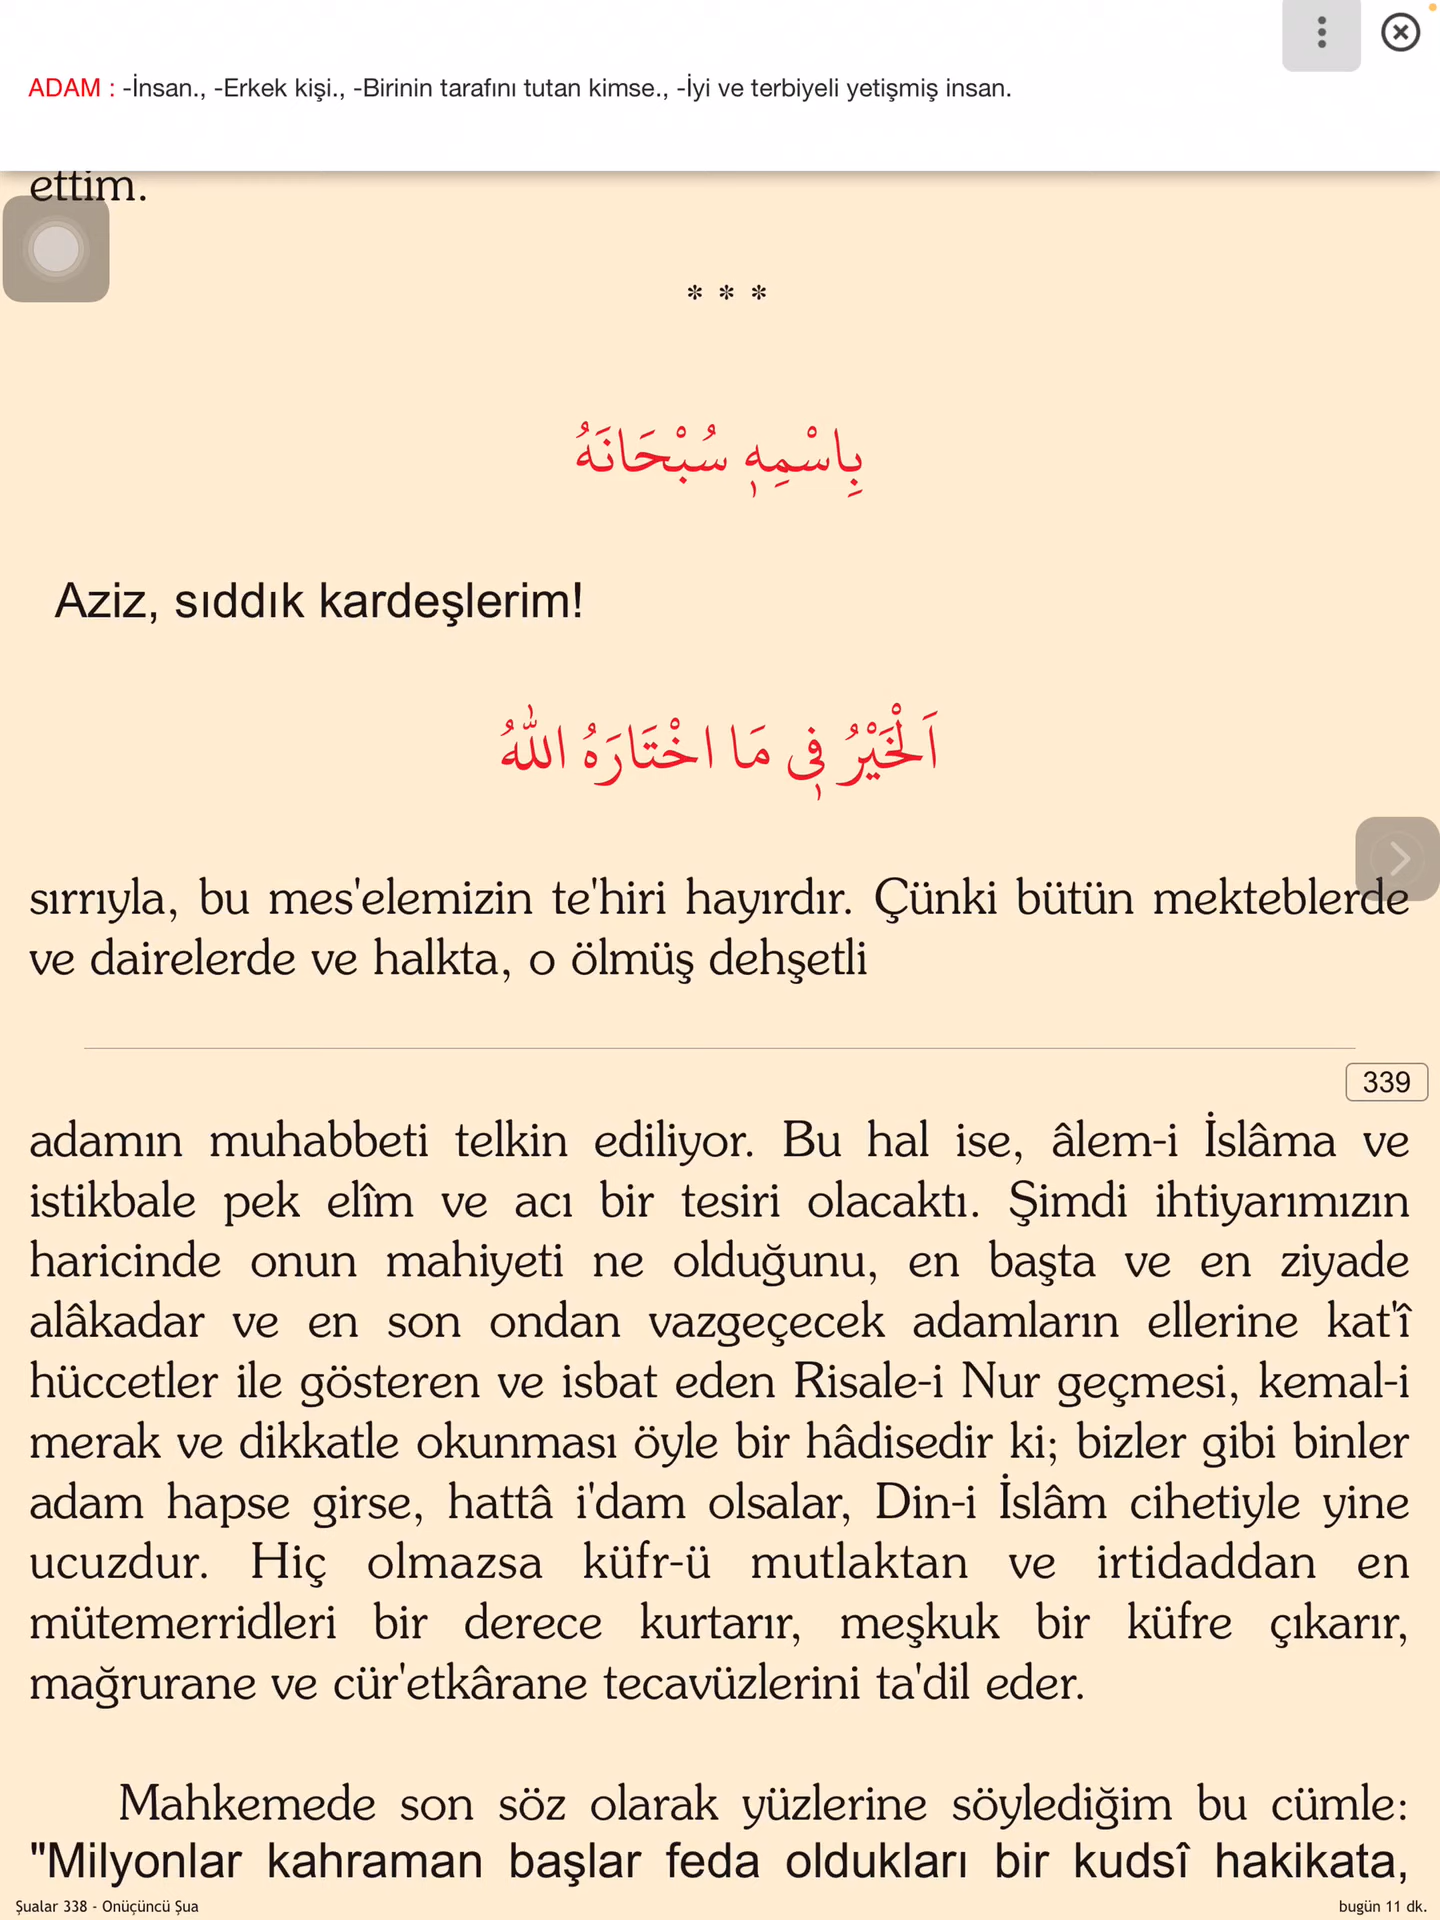 ADAM : -İnsan., -Erkek kişi., -Birinin tarafını tutan kimse., -İyi ve terbiyeli yetişmiş insan.
ettim.
* * *
بِاسْمِهٖ سُبْحَانَهُ
Aziz, sıddık kardeşlerim!
اَلْخَيْرُ فِى مَا اخْتَارَهُ اللّٰهُ
sırrıyla, bu mes'elemizin te'hiri hayırdır. Çünki bütün mekteblerde
ve dairelerde ve halkta, o ölmüş dehşetli
339
adamın muhabbeti telkin ediliyor. Bu hal ise, âlem-i İslâma ve
istikbale pek elîm ve acı bir tesiri olacaktı. Şimdi ihtiyarımızın
haricinde onun mahiyeti ne olduğunu, en başta ve en ziyade
alâkadar ve en son ondan vazgeçecek adamların ellerine kat'î
hüccetler ile gösteren ve isbat eden Risale-i Nur geçmesi, kemal-i
merak ve dikkatle okunması öyle bir hâdisedir ki; bizler gibi binler
adam hapse girse, hattâ i'dam olsalar, Din-i İslâm cihetiyle yine
ucuzdur. Hiç olmazsa küfr-ü mutlaktan ve irtidaddan en
mütemerridleri bir derece kurtarır, meşkuk bir küfre çıkarır,
mağrurane ve cür'etkârane tecavüzlerini ta'dil eder.
Mahkemede son söz olarak yüzlerine söylediğim bu cümle:
"Milyonlar kahraman başlar feda oldukları bir kudsî hakikata,
Şualar 338 - Onüçüncü Şua
bugün 11 dk.